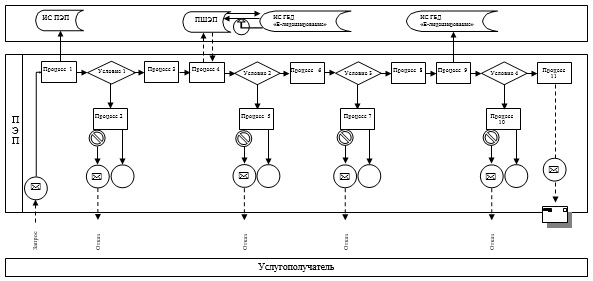 ИС ПЭП
ПШЭП
ИС ГБД
«Е-лицензирование»
ИС ГБД
«Е-лицензирование»
ПЭП
Процесс 1
Условие 1
Процесс 3
Процесс 4
Условие 2
Процесс 6
Условие 3
Процесс 8
Процесс 9
Условие 4
Процесс
11
Процесс 2
Процесс 5
Процесс 7
Процесс
10
Запрос
Отказ
Отказ
Отказ
Отказ
Услугополучатель